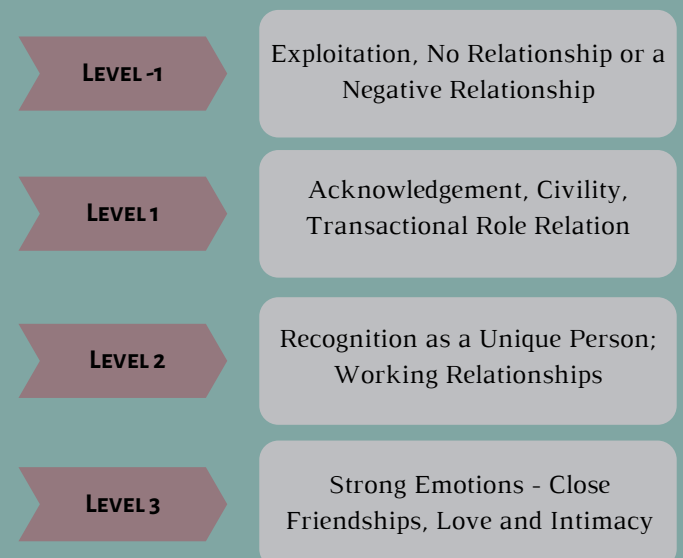 LEVEL -1
Exploitation, No Relationship or a
Negative Relationship
LEVEL 1
Acknowledgement, Civility,
Transactional Role Relation
LEVEL 2
Recognition as a Unique Person;
Working Relationships
LEVEL 3
Strong Emotions - Close
Friendships, Love and Intimacy